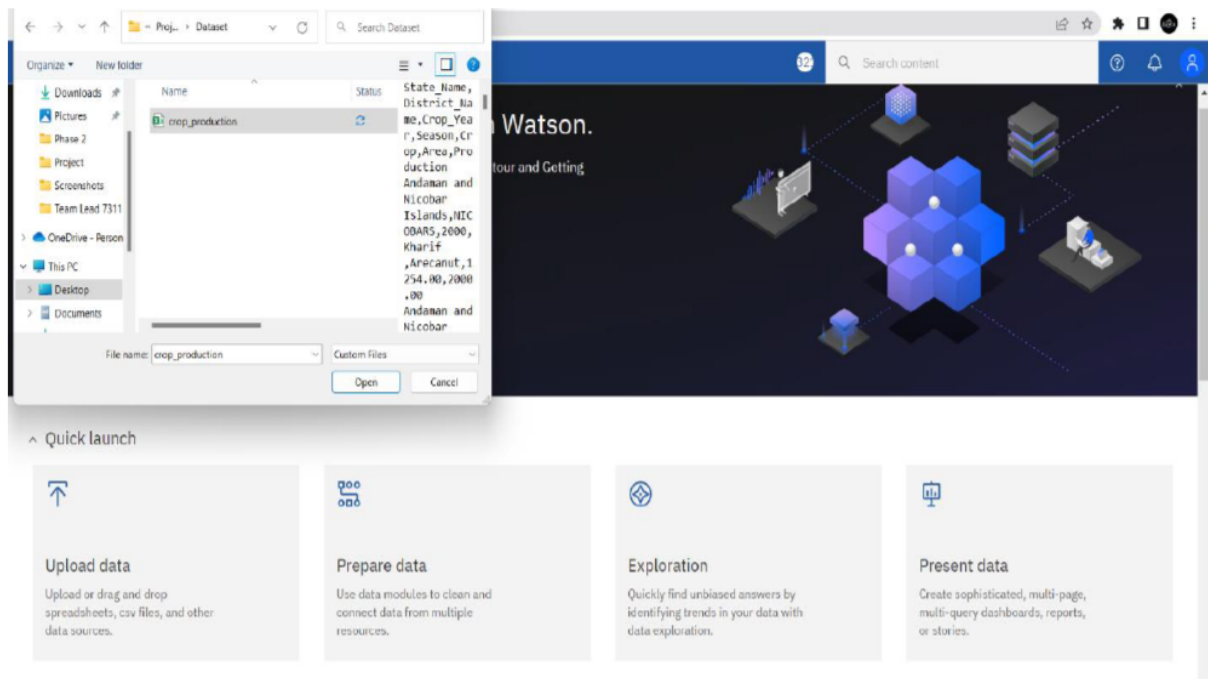 ~ Proj... › Dataset
Search Dataset
Organize
New folder
Downloads
Pictures
Phase 2
Project
Screenshots
Team Lead 7311
OneDrive - Person
This PC
Desktop
Documents
Name
Status
crop_production
State_Name,
District_Na
me,Crop_Yea
r,Season,Cr
op,Area,Pro
duction
Andaman and
Nicobar
Islands,NIC
OBARS,2000,
Kharif
,Arecanut,1
254.00,2000
.00
Andaman and
Nicobar
File name: crop_production
Custom Files
Open
Cancel
Search content
Watson.
tour and Getting
Quick launch
Upload data
Upload or drag and drop
spreadsheets, csv files, and other
data sources.
Prepare data
Use data modules to clean and
connect data from multiple
resources.
Exploration
Quickly find unbiased answers by
identifying trends in your data with
data exploration.
Present data
Create sophisticated, multi-page,
multi-query dashboards, reports,
or stories.